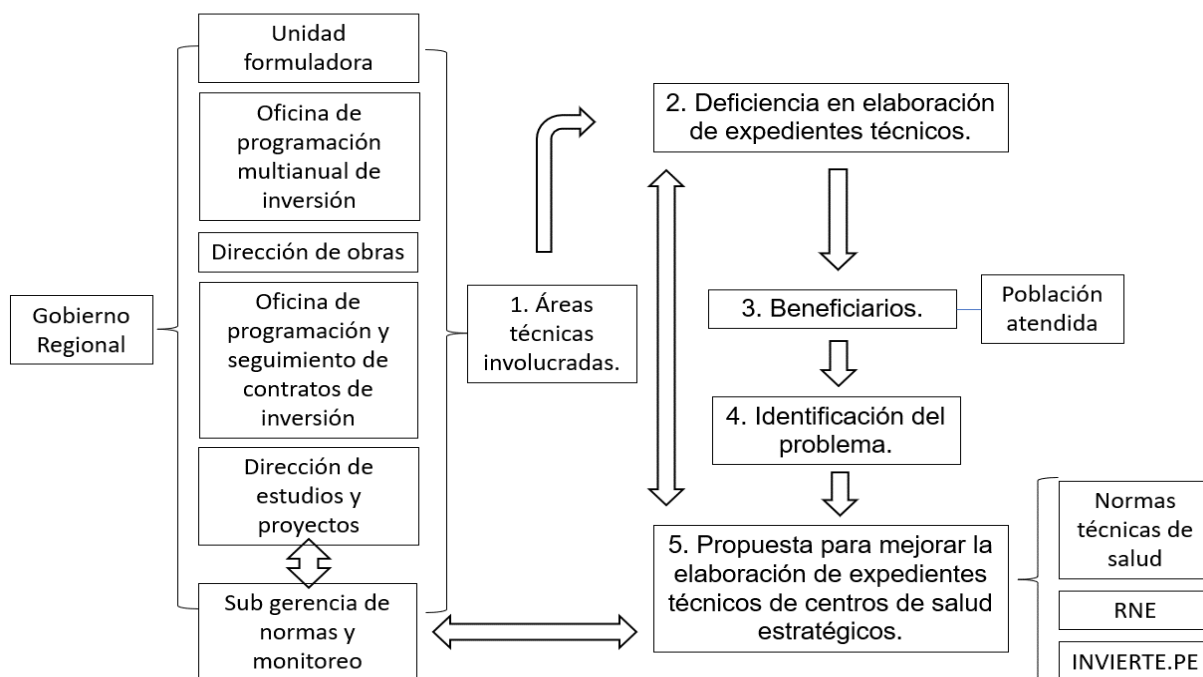 Gobierno
Regional
Unidad
formuladora
Oficina de
programación
multianual de
inversión
Dirección de obras
Oficina de
programación y
seguimiento de
contratos de
inversión
Dirección de
estudios y
proyectos
Sub gerencia de
normas y
monitoreo
1. Áreas
técnicas
involucradas.
2. Deficiencia en elaboración
de expedientes técnicos.
3. Beneficiarios.
Población
atendida
4. Identificación del
problema.
5. Propuesta para mejorar la
elaboración de expedientes
técnicos de centros de salud
estratégicos.
Normas
técnicas de
salud
RNE
INVIERTE.PE